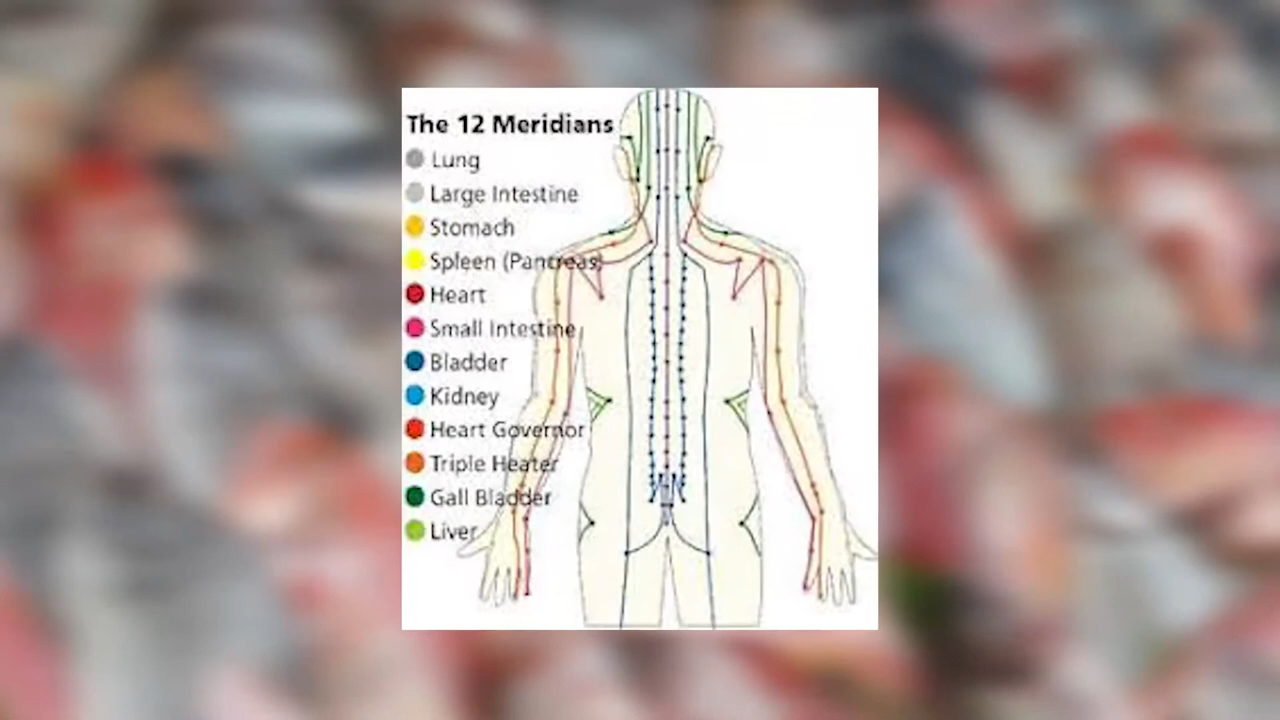 The 12 Meridians
Lung
Large Intestine
Stomach
Spleen (Pancreas)
Heart
Small Intestine
Bladder
Kidney
Heart Governor
Triple Heater
Gall Bladder
Liver